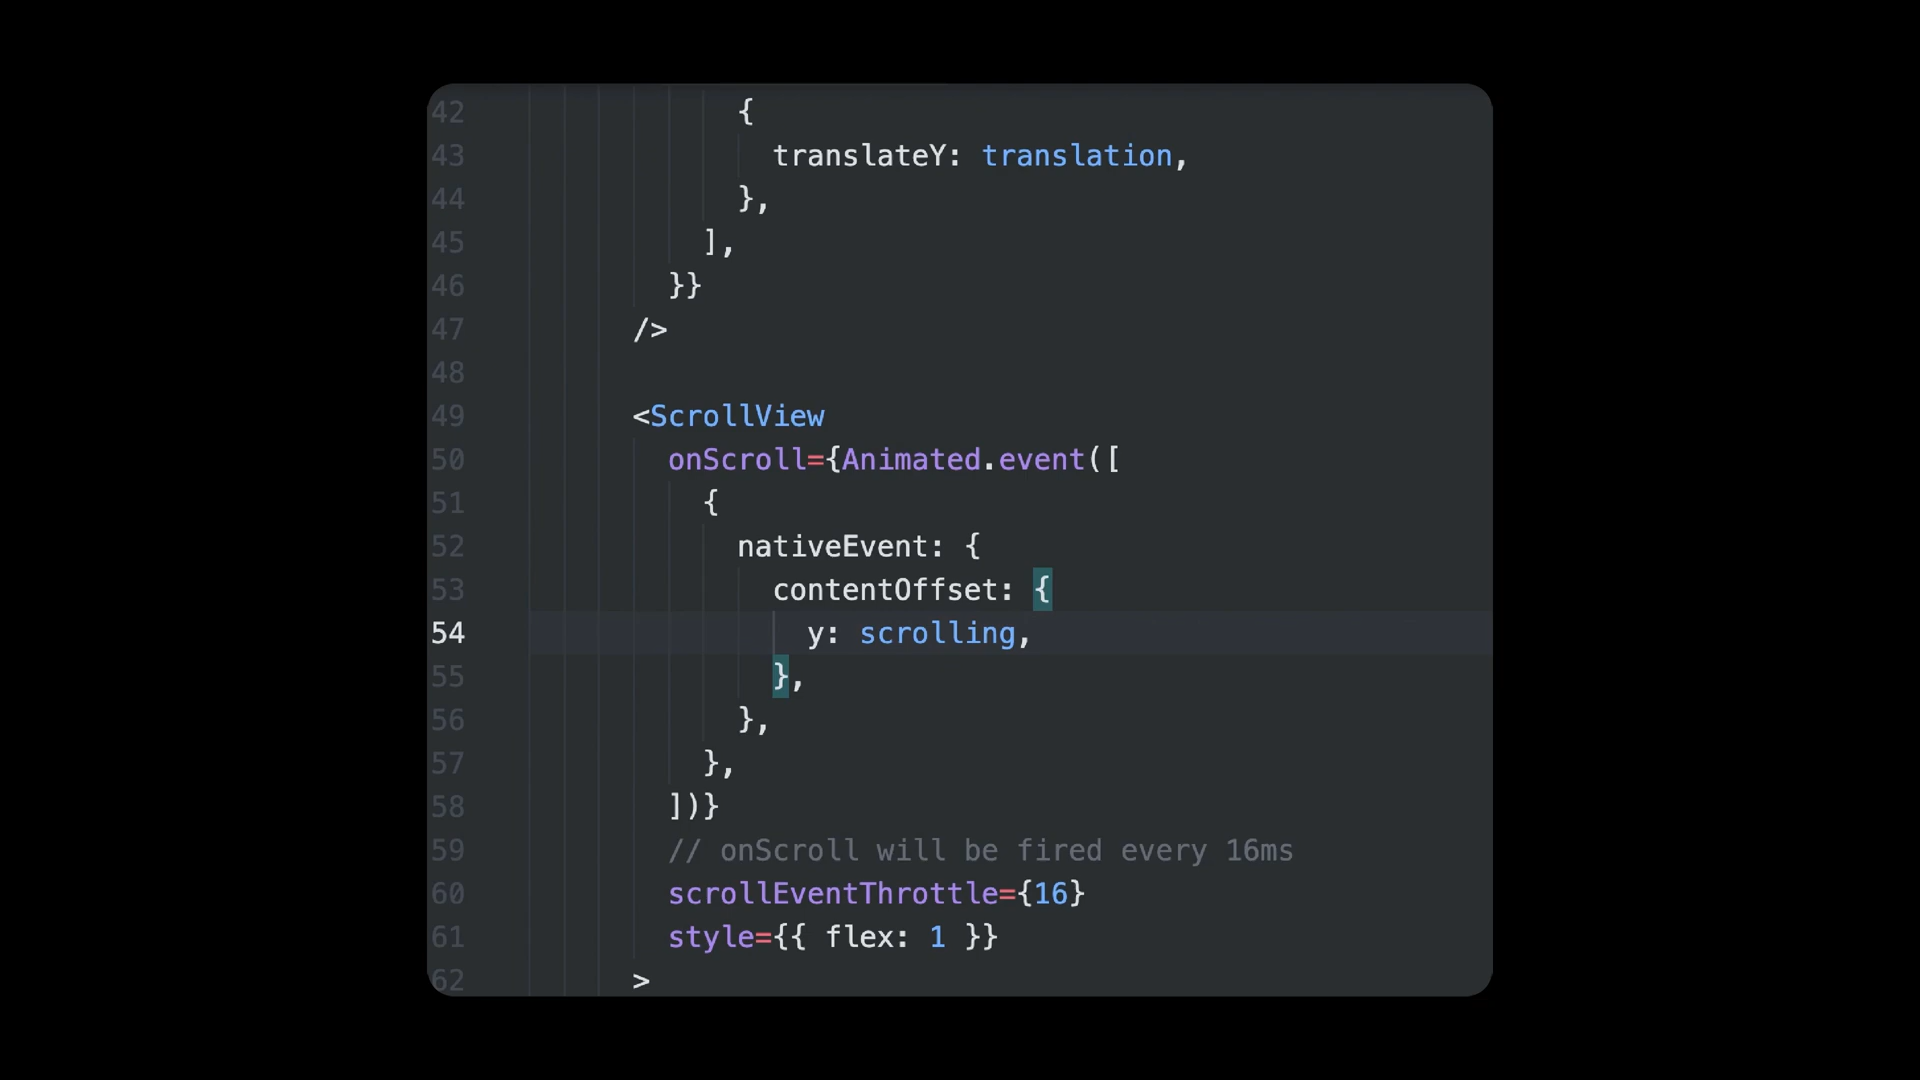 42 {
43 translateY: translation,
44 },
45 ],
46 }}
47 />
48
49 <ScrollView
50 onScroll={Animated.event([
51 {
52 nativeEvent: {
53 contentOffset: {
54 y: scrolling,
55 },
56 },
57 },
58 ])}
59 // onScroll will be fired every 16ms
60 scrollEventThrottle={16}
61 style={{ flex: 1 }}
62 >